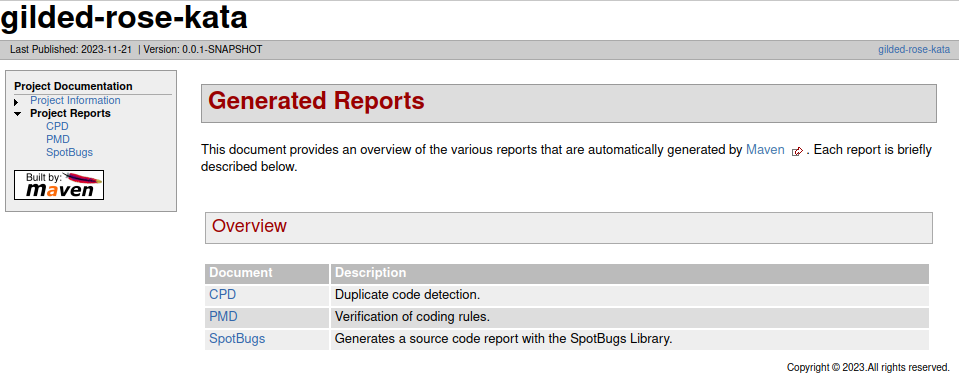 gilded-rose-kata
Last Published: 2023-11-21 | Version: 0.0.1-SNAPSHOT
gilded-rose-kata
Project Documentation
Project Information
Project Reports
CPD
PMD
SpotBugs
Built by:
maven
Generated Reports
This document provides an overview of the various reports that are automatically generated by Maven . Each report is briefly
described below.
Overview
Document Description
CPD Duplicate code detection.
PMD Verification of coding rules.
SpotBugs Generates a source code report with the SpotBugs Library.
Copyright © 2023.All rights reserved.